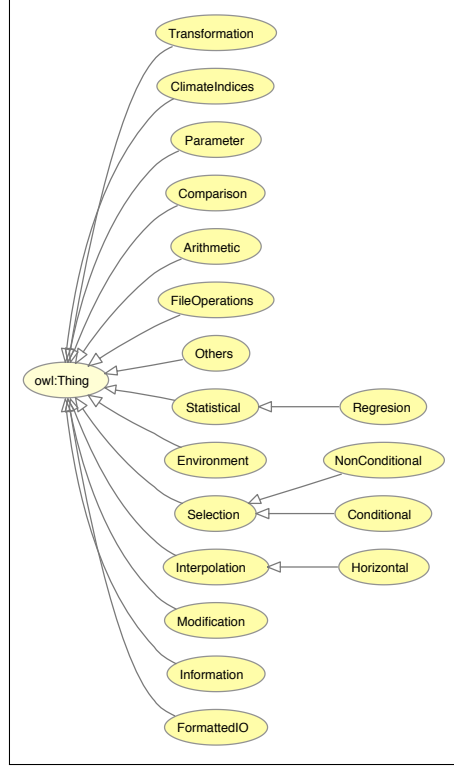 Transformation
ClimateIndices
Parameter
Comparison
Arithmetic
FileOperations
Others
owl:Thing
Statistical
Regresion
Environment
NonConditional
Selection
Conditional
Interpolation
Horizontal
Modification
Information
FormattedIO